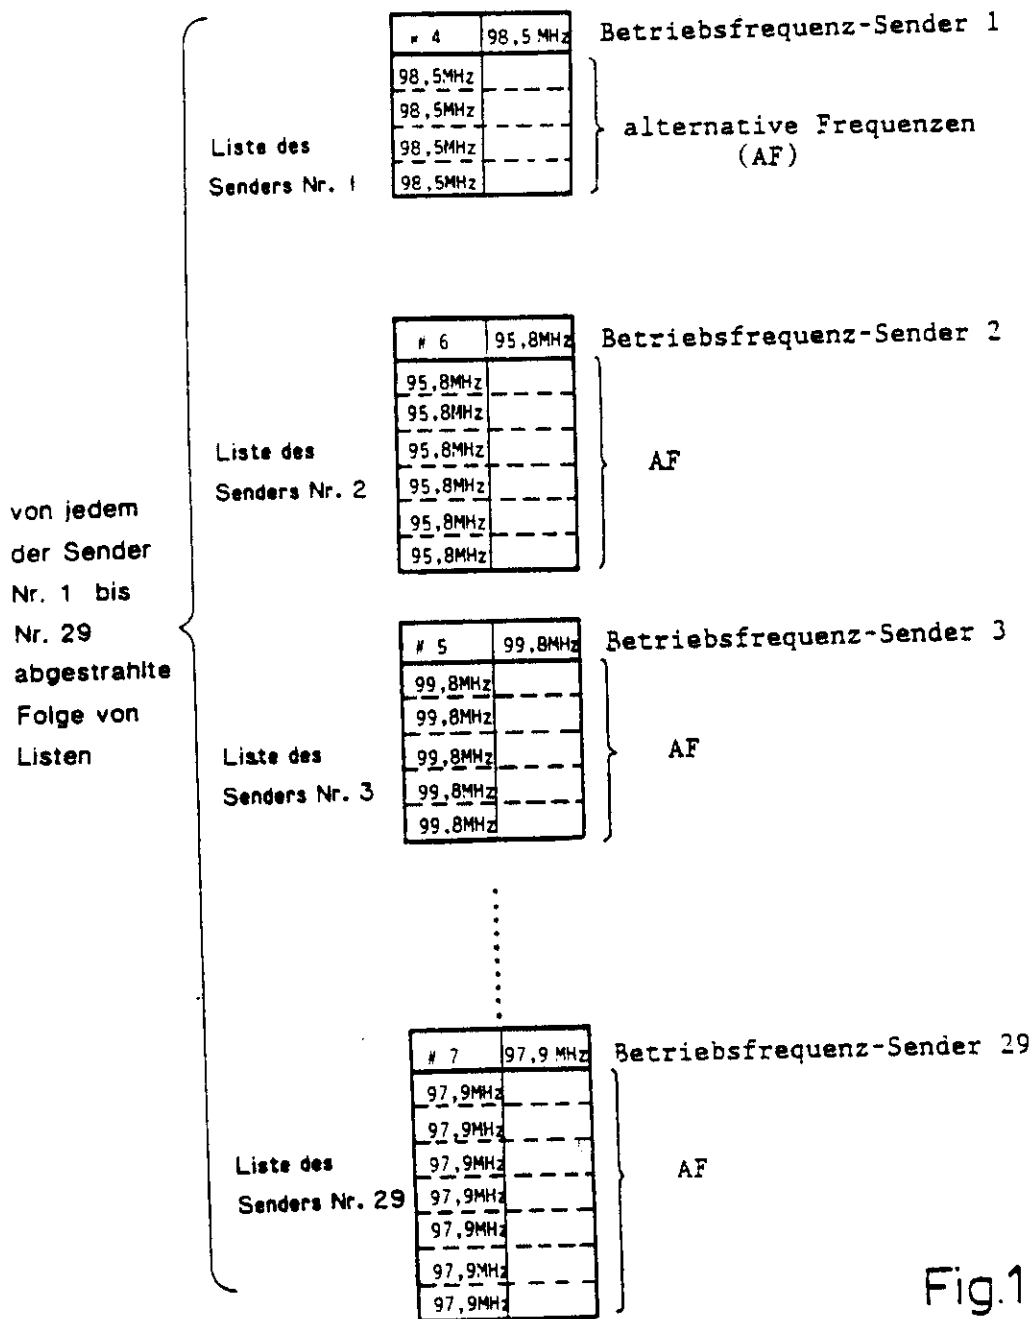 # 4 98,5 MHz Betriebsfrequenz-Sender 1
98,5MHz
98,5MHz
98,5MHz
98,5MHz
alternative Frequenzen
(AF)
Liste des
Senders Nr. 1
# 6 95,8MHz Betriebsfrequenz-Sender 2
95,8MHz
95,8MHz
95,8MHz
95,8MHz
95,8MHz
95,8MHz
AF
Liste des
Senders Nr. 2
von jedem
der Sender
Nr. 1 bis
Nr. 29
abgestrahlte
Folge von
Listen
# 5 99,8MHz Betriebsfrequenz-Sender 3
99,8MHz
99,8MHz
99,8MHz
99,8MHz
99,8MHz
AF
Liste des
Senders Nr. 3
# 7 97,9 MHz Betriebsfrequenz-Sender 29
97,9MHz
97,9MHz
97,9MHz
97,9MHz
97,9MHz
97,9MHz
97,9MHz
AF
Liste des
Senders Nr. 29
Fig.1